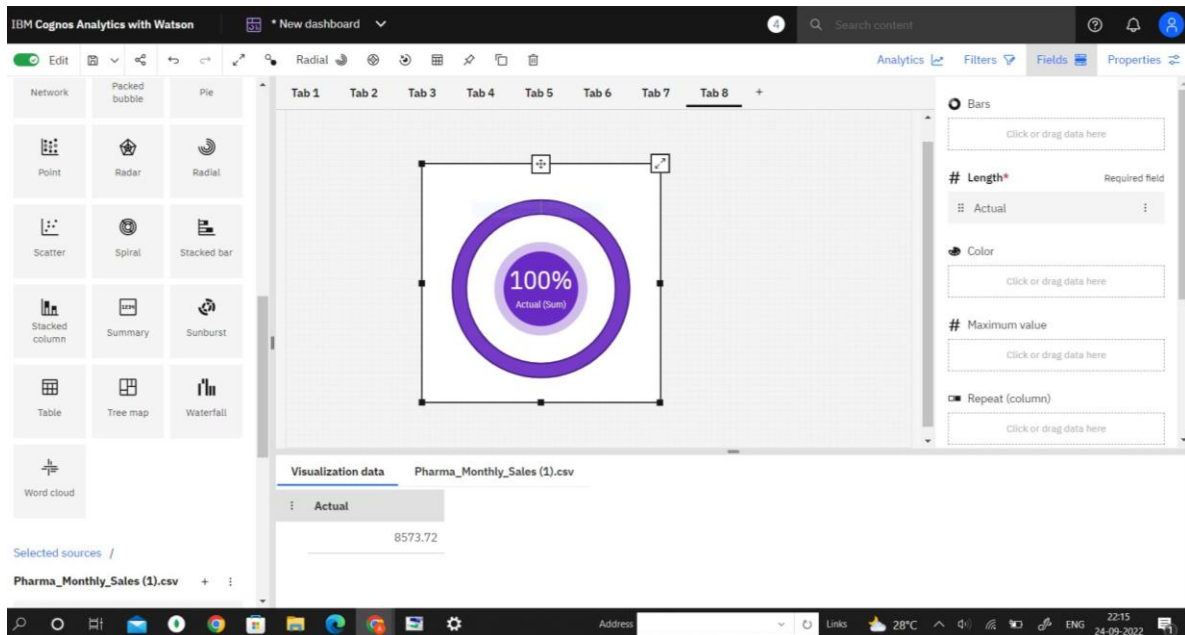 IBM Cognos Analytics with Watson
* New dashboard
4
Search content
Edit
Radial
Analytics
Filters
Fields
Properties
Network
Packed
bubble
Pie
Point
Radar
Radial
Scatter
Spiral
Stacked bar
Stacked
column
Summary
Sunburst
Table
Tree map
Waterfall
Word cloud
Selected sources /
Pharma_Monthly_Sales (1).csv + ⋮
Tab 1 Tab 2 Tab 3 Tab 4 Tab 5 Tab 6 Tab 7 Tab 8 +
100%
Actual (Sum)
Visualization data
Pharma_Monthly_Sales (1).csv
Actual
8573.72
Bars
Click or drag data here
# Length* Required field
Actual
Color
Click or drag data here
# Maximum value
Click or drag data here
Repeat (column)
Click or drag data here
Address
Links
28°C
ENG
22:15
24-09-2022